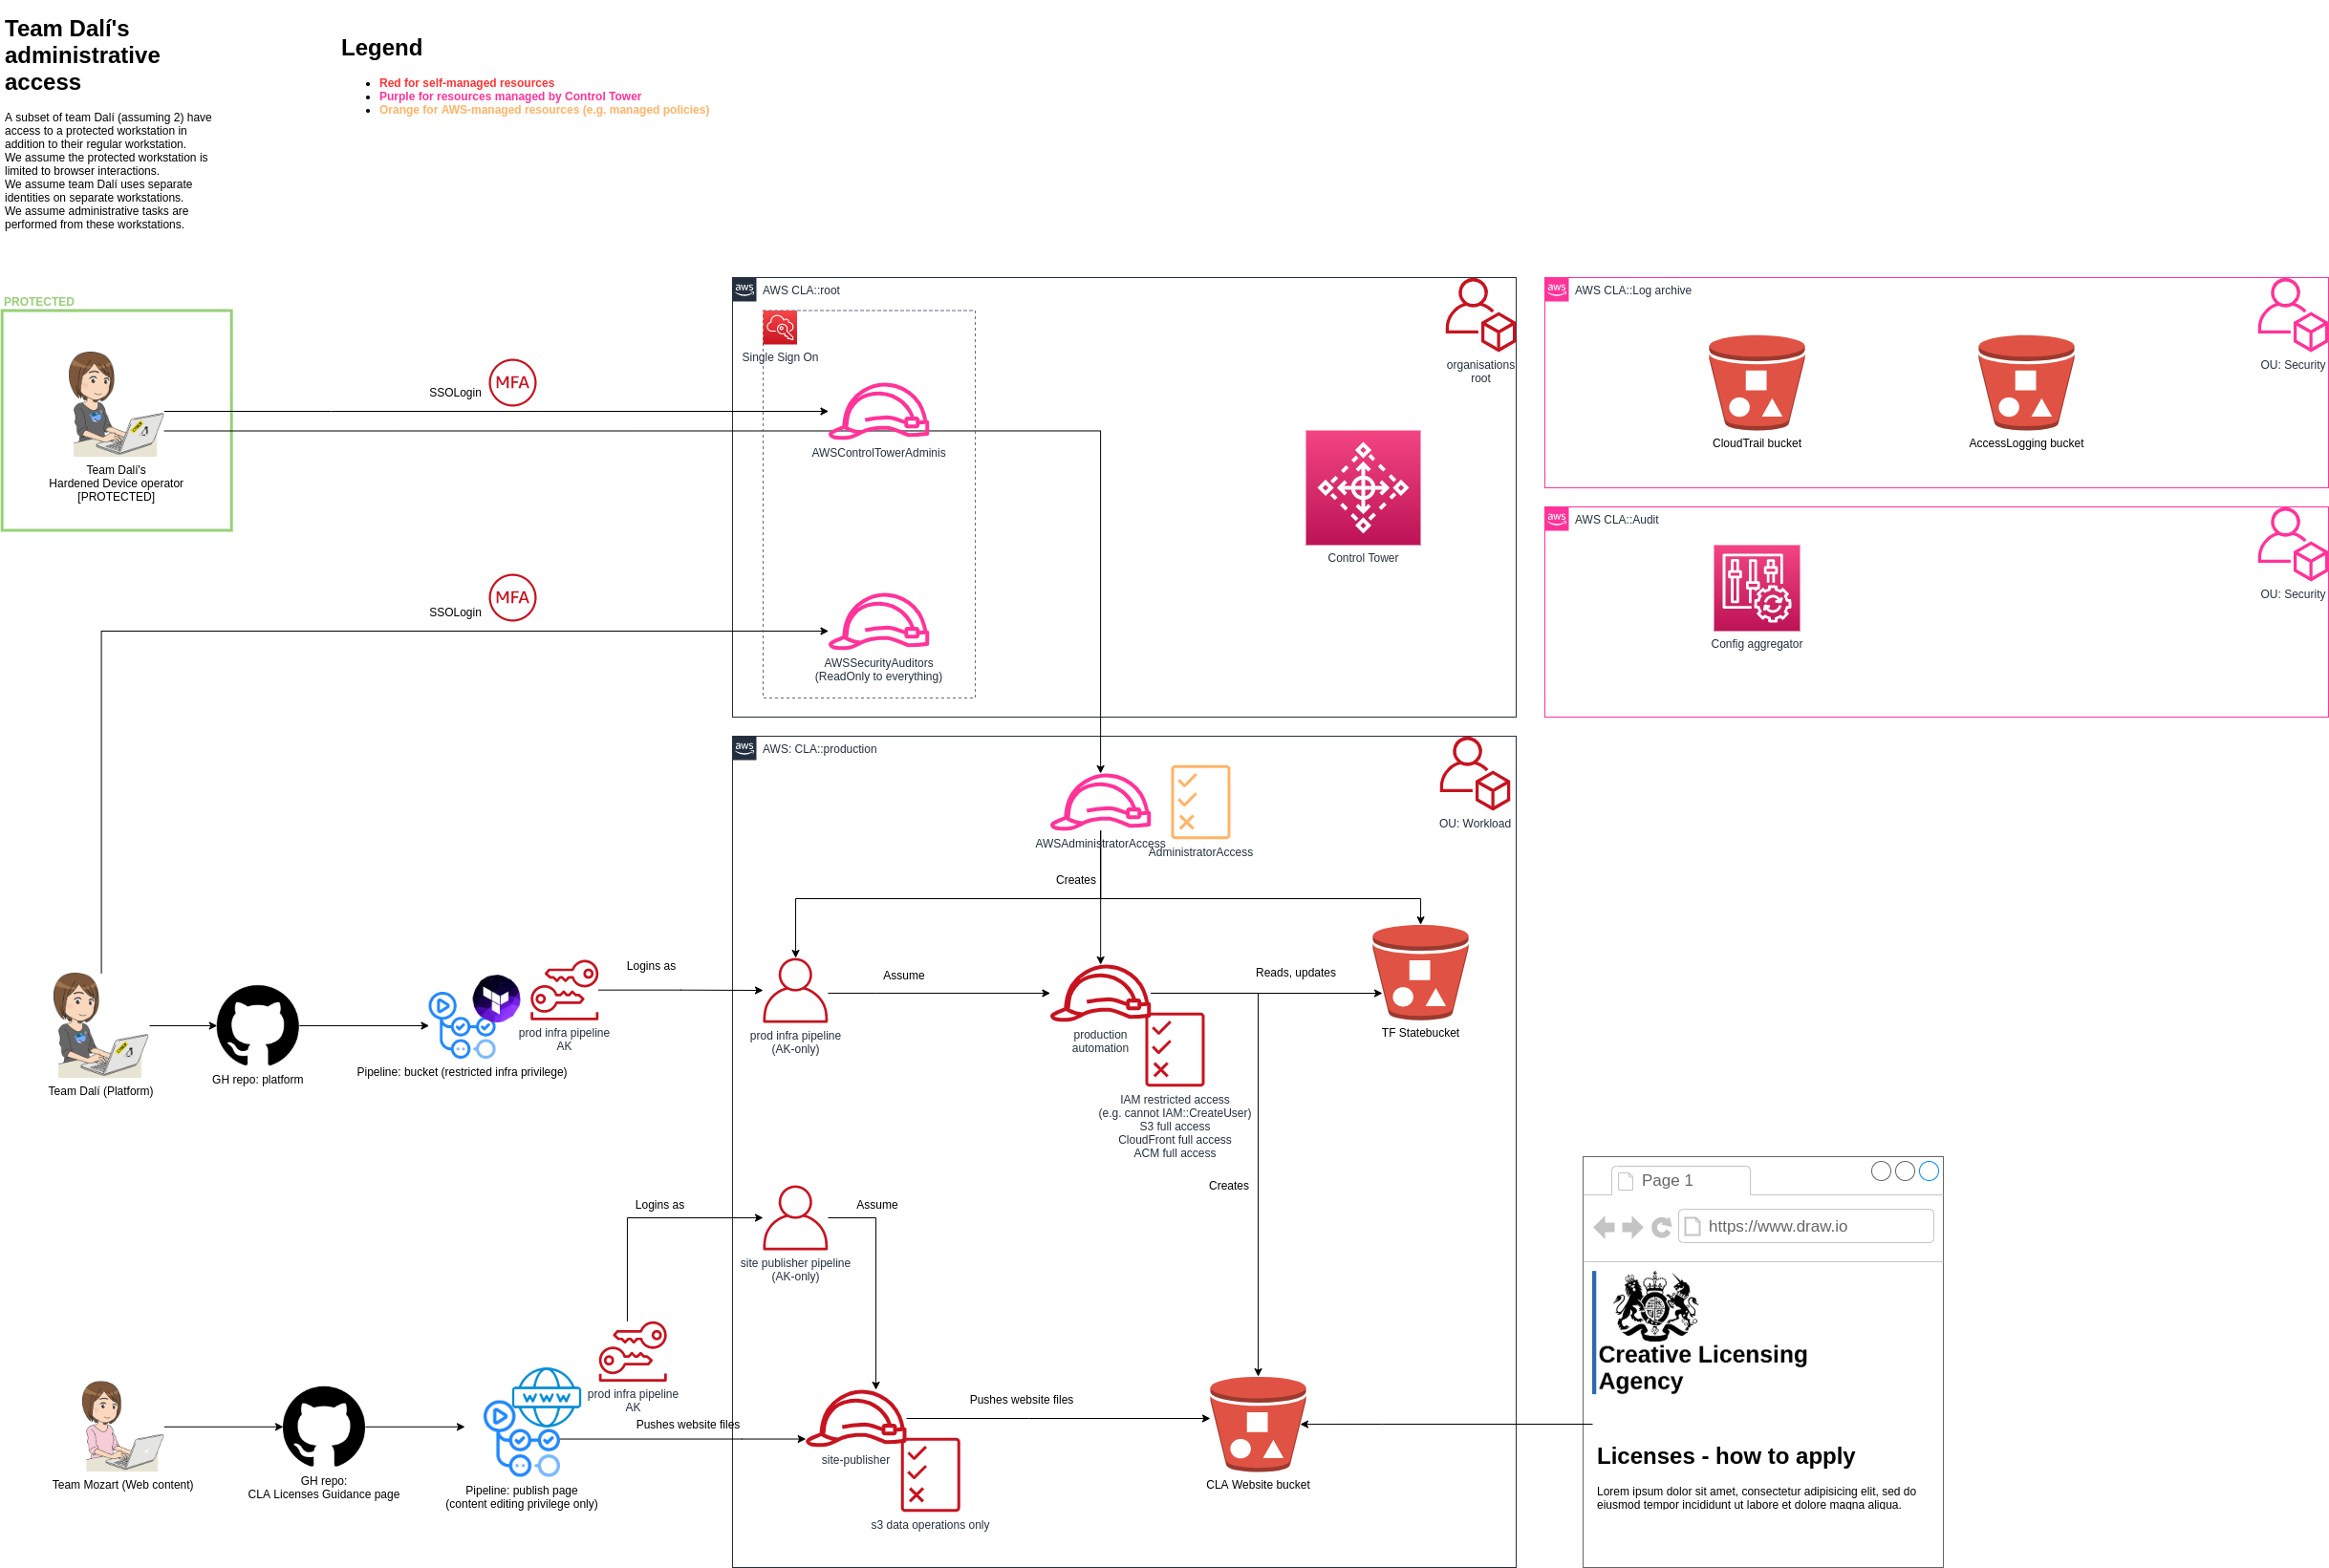 Team Dalí's
administrative
access
A subset of team Dalí (assuming 2) have
access to a protected workstation in
addition to their regular workstation.
We assume the protected workstation is
limited to browser interactions.
We assume team Dalí uses separate
identities on separate workstations.
We assume administrative tasks are
performed from these workstations.
Legend
Red for self-managed resources
Purple for resources managed by Control Tower
Orange for AWS-managed resources (e.g. managed policies)
PROTECTED
Team Dalí's
Hardened Device operator
[PROTECTED]
SSOLogin
MFA
aws
AWS CLA::root
Single Sign On
AWSControlTowerAdminis
AWSSecurityAuditors
(ReadOnly to everything)
organisations
root
Control Tower
aws
AWS CLA::Log archive
CloudTrail bucket
AccessLogging bucket
OU: Security
aws
AWS CLA::Audit
Config aggregator
OU: Security
SSOLogin
MFA
aws
AWS: CLA::production
AWSAdministratorAccess
AdministratorAccess
OU: Workload
Creates
Team Dalí (Platform)
GH repo: platform
Pipeline: bucket (restricted infra privilege)
prod infra pipeline
AK
Logins as
prod infra pipeline
(AK-only)
Assume
production
automation
Reads, updates
TF Statebucket
IAM restricted access
(e.g. cannot IAM::CreateUser)
S3 full access
CloudFront full access
ACM full access
Creates
Logins as
site publisher pipeline
(AK-only)
Assume
prod infra pipeline
AK
Team Mozart (Web content)
GH repo:
CLA Licenses Guidance page
WWW
Pipeline: publish page
(content editing privilege only)
Pushes website files
site-publisher
s3 data operations only
Pushes website files
CLA Website bucket
Page 1
https://www.draw.io
Creative Licensing
Agency
Licenses - how to apply
Lorem ipsum dolor sit amet, consectetur adipisicing elit, sed do
eiusmod tempor incididunt ut labore et dolore magna aliqua.